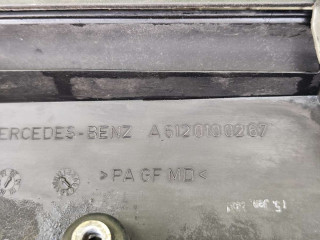 ERCEDES-BENZ A6120100267
>PA GF MD<